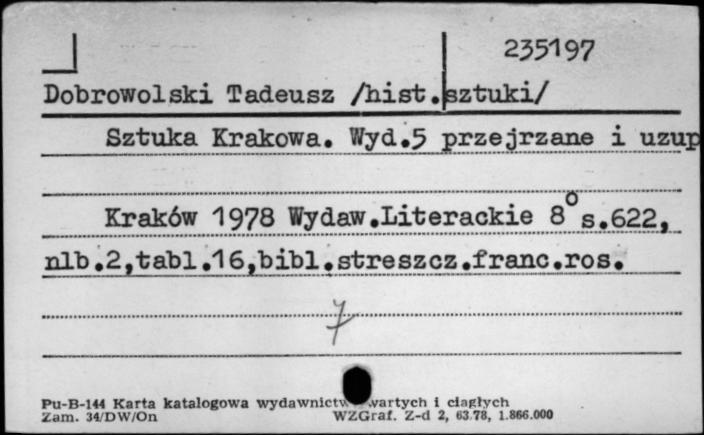 235197
Dobrowolski Tadeusz /hist.sztuki/
Sztuka Krakowa. Wyd.5 przejrzane i uzup
Kraków 1978 Wydaw.Literackie 8° s.622,
nlb.2,tabl.16,bibl.streszcz.franc.ros.
7
Pu-B-144 Karta katalogowa wydawnictw zwartych i ciągłych
Zam. 34/DW/On WZGraf. Z-d 2, 63.78, 1.866.000